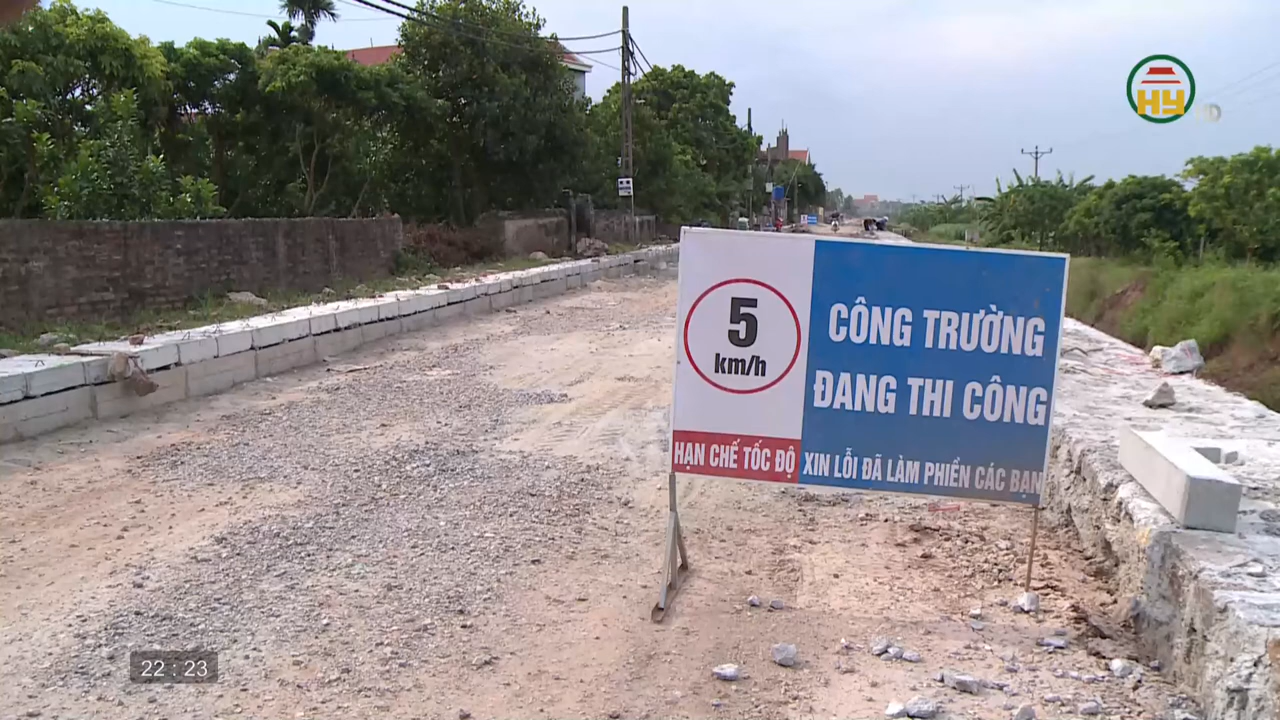 HY
HD
5
km/h
HẠN CHẾ TỐC ĐỘ
CÔNG TRƯỜNG
ĐANG THI CÔNG
XIN LỖI ĐÃ LÀM PHIỀN CÁC BẠN
22 : 23